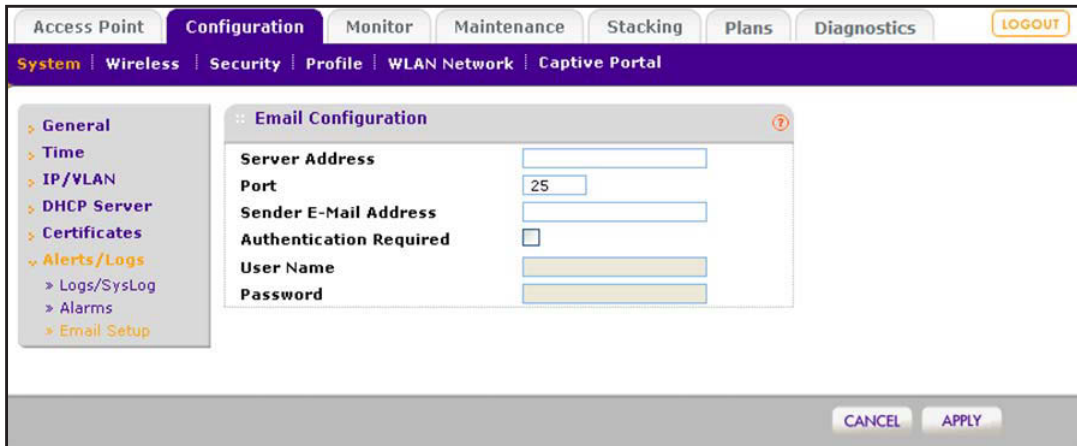 Access Point Configuration Monitor Maintenance Stacking Plans Diagnostics LOGOUT
System Wireless Security Profile WLAN Network Captive Portal
General
Time
IP/VLAN
DHCP Server
Certificates
Alerts/Logs
» Logs/SysLog
» Alarms
» Email Setup
:: Email Configuration ?
Server Address
Port 25
Sender E-Mail Address
Authentication Required
User Name
Password
CANCEL APPLY